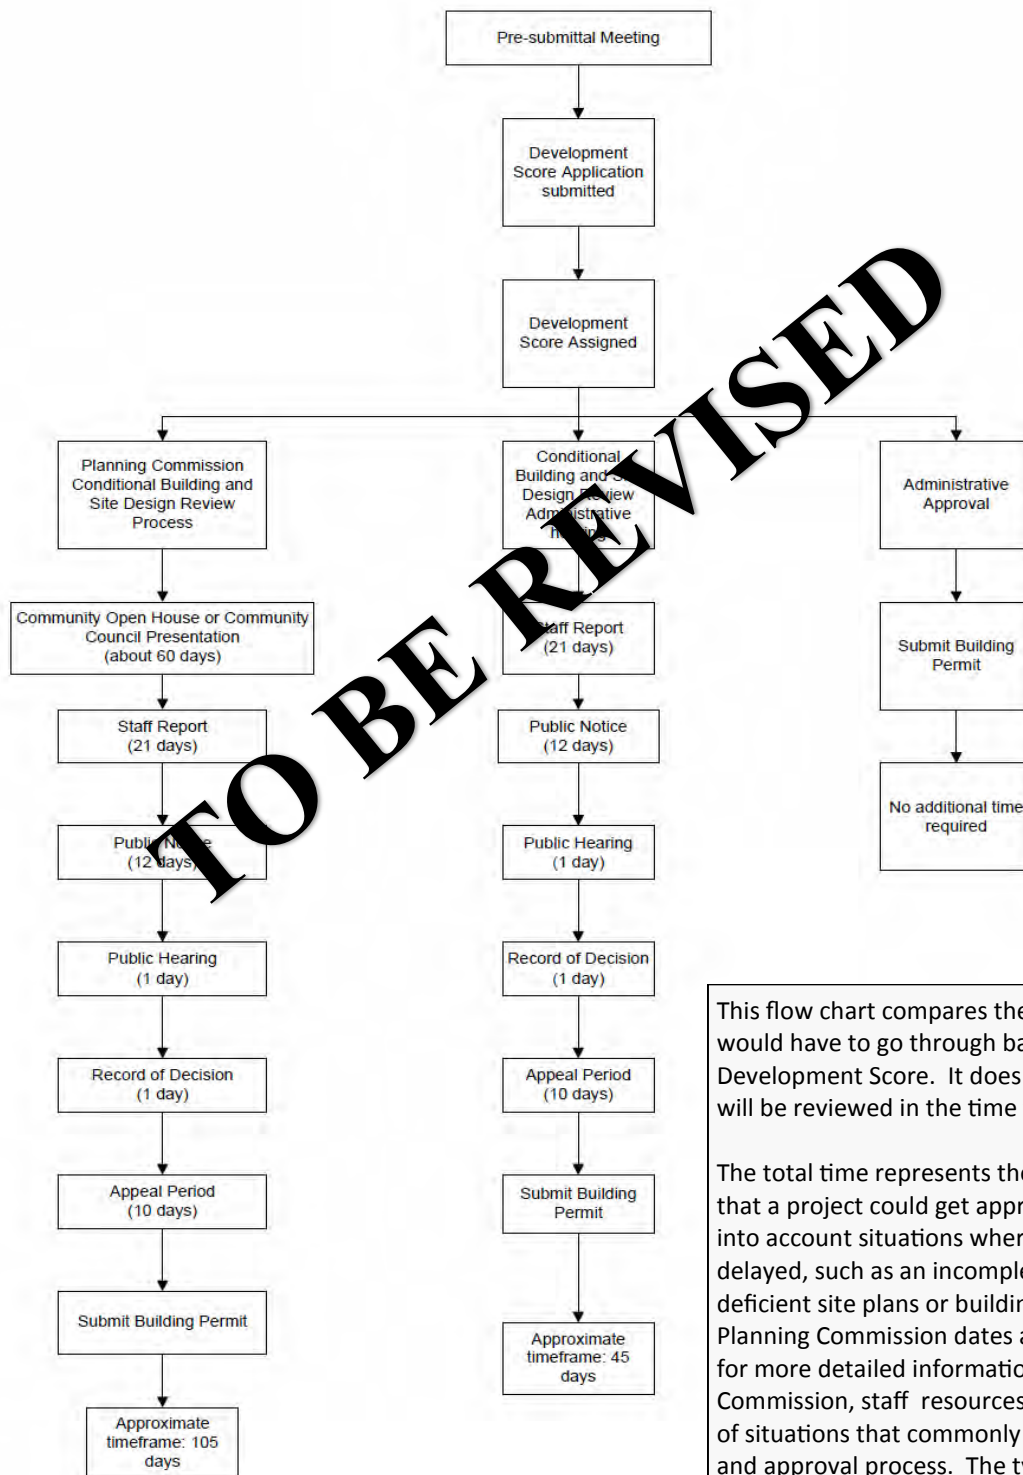 Pre-submittal Meeting
Development
Score Application
submitted
Development
Score Assigned
Planning Commission
Conditional Building and
Site Design Review
Process
Community Open House or Community
Council Presentation
(about 60 days)
Staff Report
(21 days)
Public Notice
(12 days)
Public Hearing
(1 day)
Record of Decision
(1 day)
Appeal Period
(10 days)
Submit Building Permit
Approximate
timeframe: 105
days
Conditional
Building and Site
Design Review
Administrative
hearing
Staff Report
(21 days)
Public Notice
(12 days)
Public Hearing
(1 day)
Record of Decision
(1 day)
Appeal Period
(10 days)
Submit Building
Permit
Approximate
timeframe: 45
days
Administrative
Approval
Submit Building
Permit
No additional time
required
TO BE REVISED
This flow chart compares the
would have to go through ba
Development Score. It does
will be reviewed in the time
The total time represents the
that a project could get appr
into account situations wher
delayed, such as an incomple
deficient site plans or buildin
Planning Commission dates a
for more detailed informatio
Commission, staff resources
of situations that commonly
and approval process. The ty